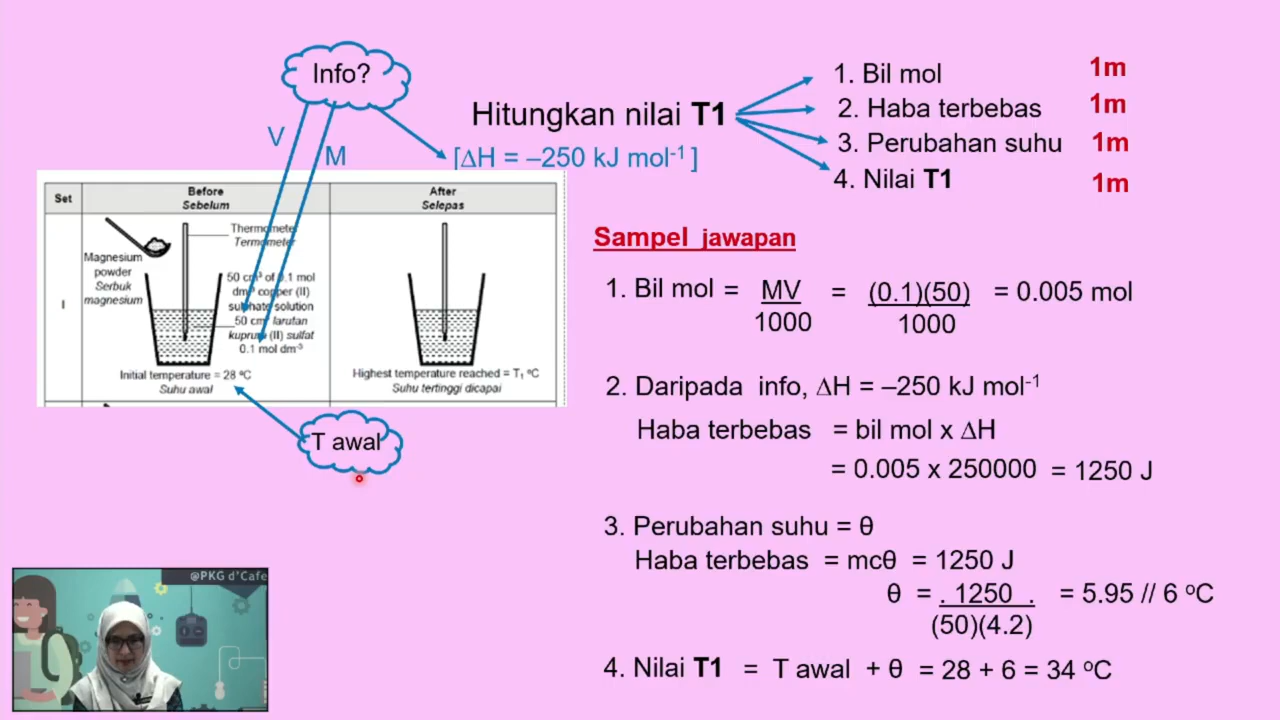 Info?
V
M
Hitungkan nilai T1
[ΔH = –250 kJ mol-1 ]
1. Bil mol 1m
2. Haba terbebas 1m
3. Perubahan suhu 1m
4. Nilai T1 1m
Set
Before
Sebelum
After
Selepas
I
Magnesium
powder
Serbuk
magnesium
Thermometer
Termometer
50 cm3 of 0.1 mol
dm-3 copper (II)
sulphate solution
50 cm3 larutan
kuprum (II) sulfat
0.1 mol dm-3
Initial temperature = 28 ºC
Suhu awal
Highest temperature reached = T1 ºC
Suhu tertinggi dicapai
T awal
Sampel jawapan
1. Bil mol = MV = (0.1)(50) = 0.005 mol
1000 1000
2. Daripada info, ΔH = –250 kJ mol-1
Haba terbebas = bil mol x ΔH
= 0.005 x 250000 = 1250 J
3. Perubahan suhu = θ
Haba terbebas = mcθ = 1250 J
θ = . 1250 . = 5.95 // 6 oC
(50)(4.2)
4. Nilai T1 = T awal + θ = 28 + 6 = 34 oC
@PKG d'Cafe